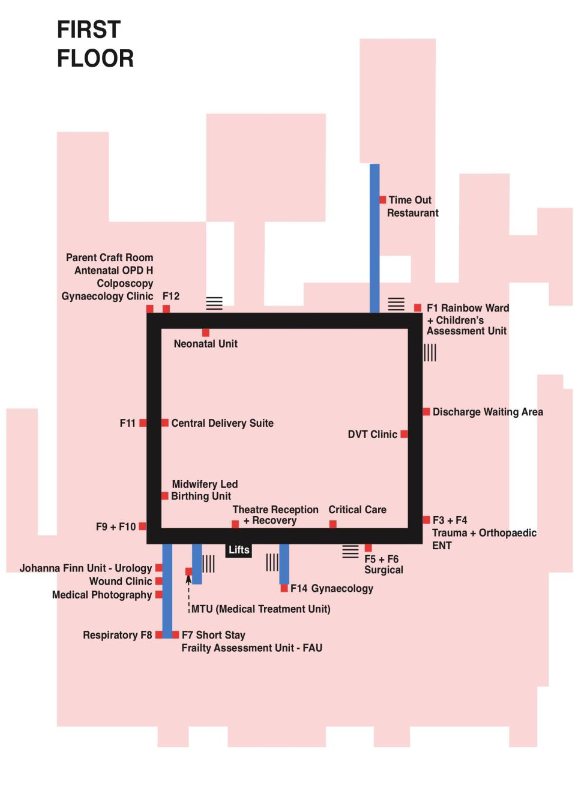 FIRST
FLOOR
Time Out
Restaurant
Parent Craft Room
Antenatal OPD H
Colposcopy
Gynaecology Clinic
F12
F1 Rainbow Ward
+ Children's
Assessment Unit
Neonatal Unit
Discharge Waiting Area
F11
Central Delivery Suite
DVT Clinic
Midwifery Led
Birthing Unit
Theatre Reception
+ Recovery
Critical Care
F9 + F10
F3 + F4
Trauma + Orthopaedic
ENT
Lifts
F5 + F6
Surgical
Johanna Finn Unit - Urology
Wound Clinic
Medical Photography
F14 Gynaecology
MTU (Medical Treatment Unit)
Respiratory F8
F7 Short Stay
Frailty Assessment Unit - FAU